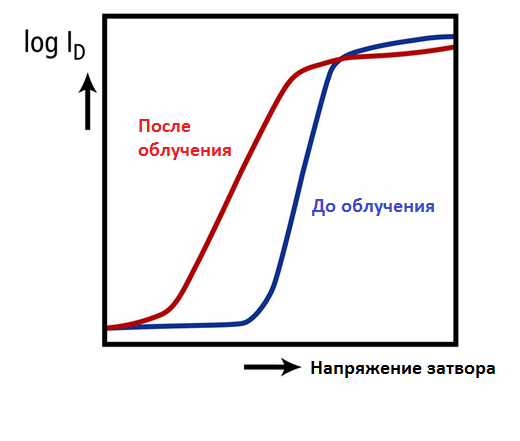 log I_D
После
облучения
До облучения
Напряжение затвора